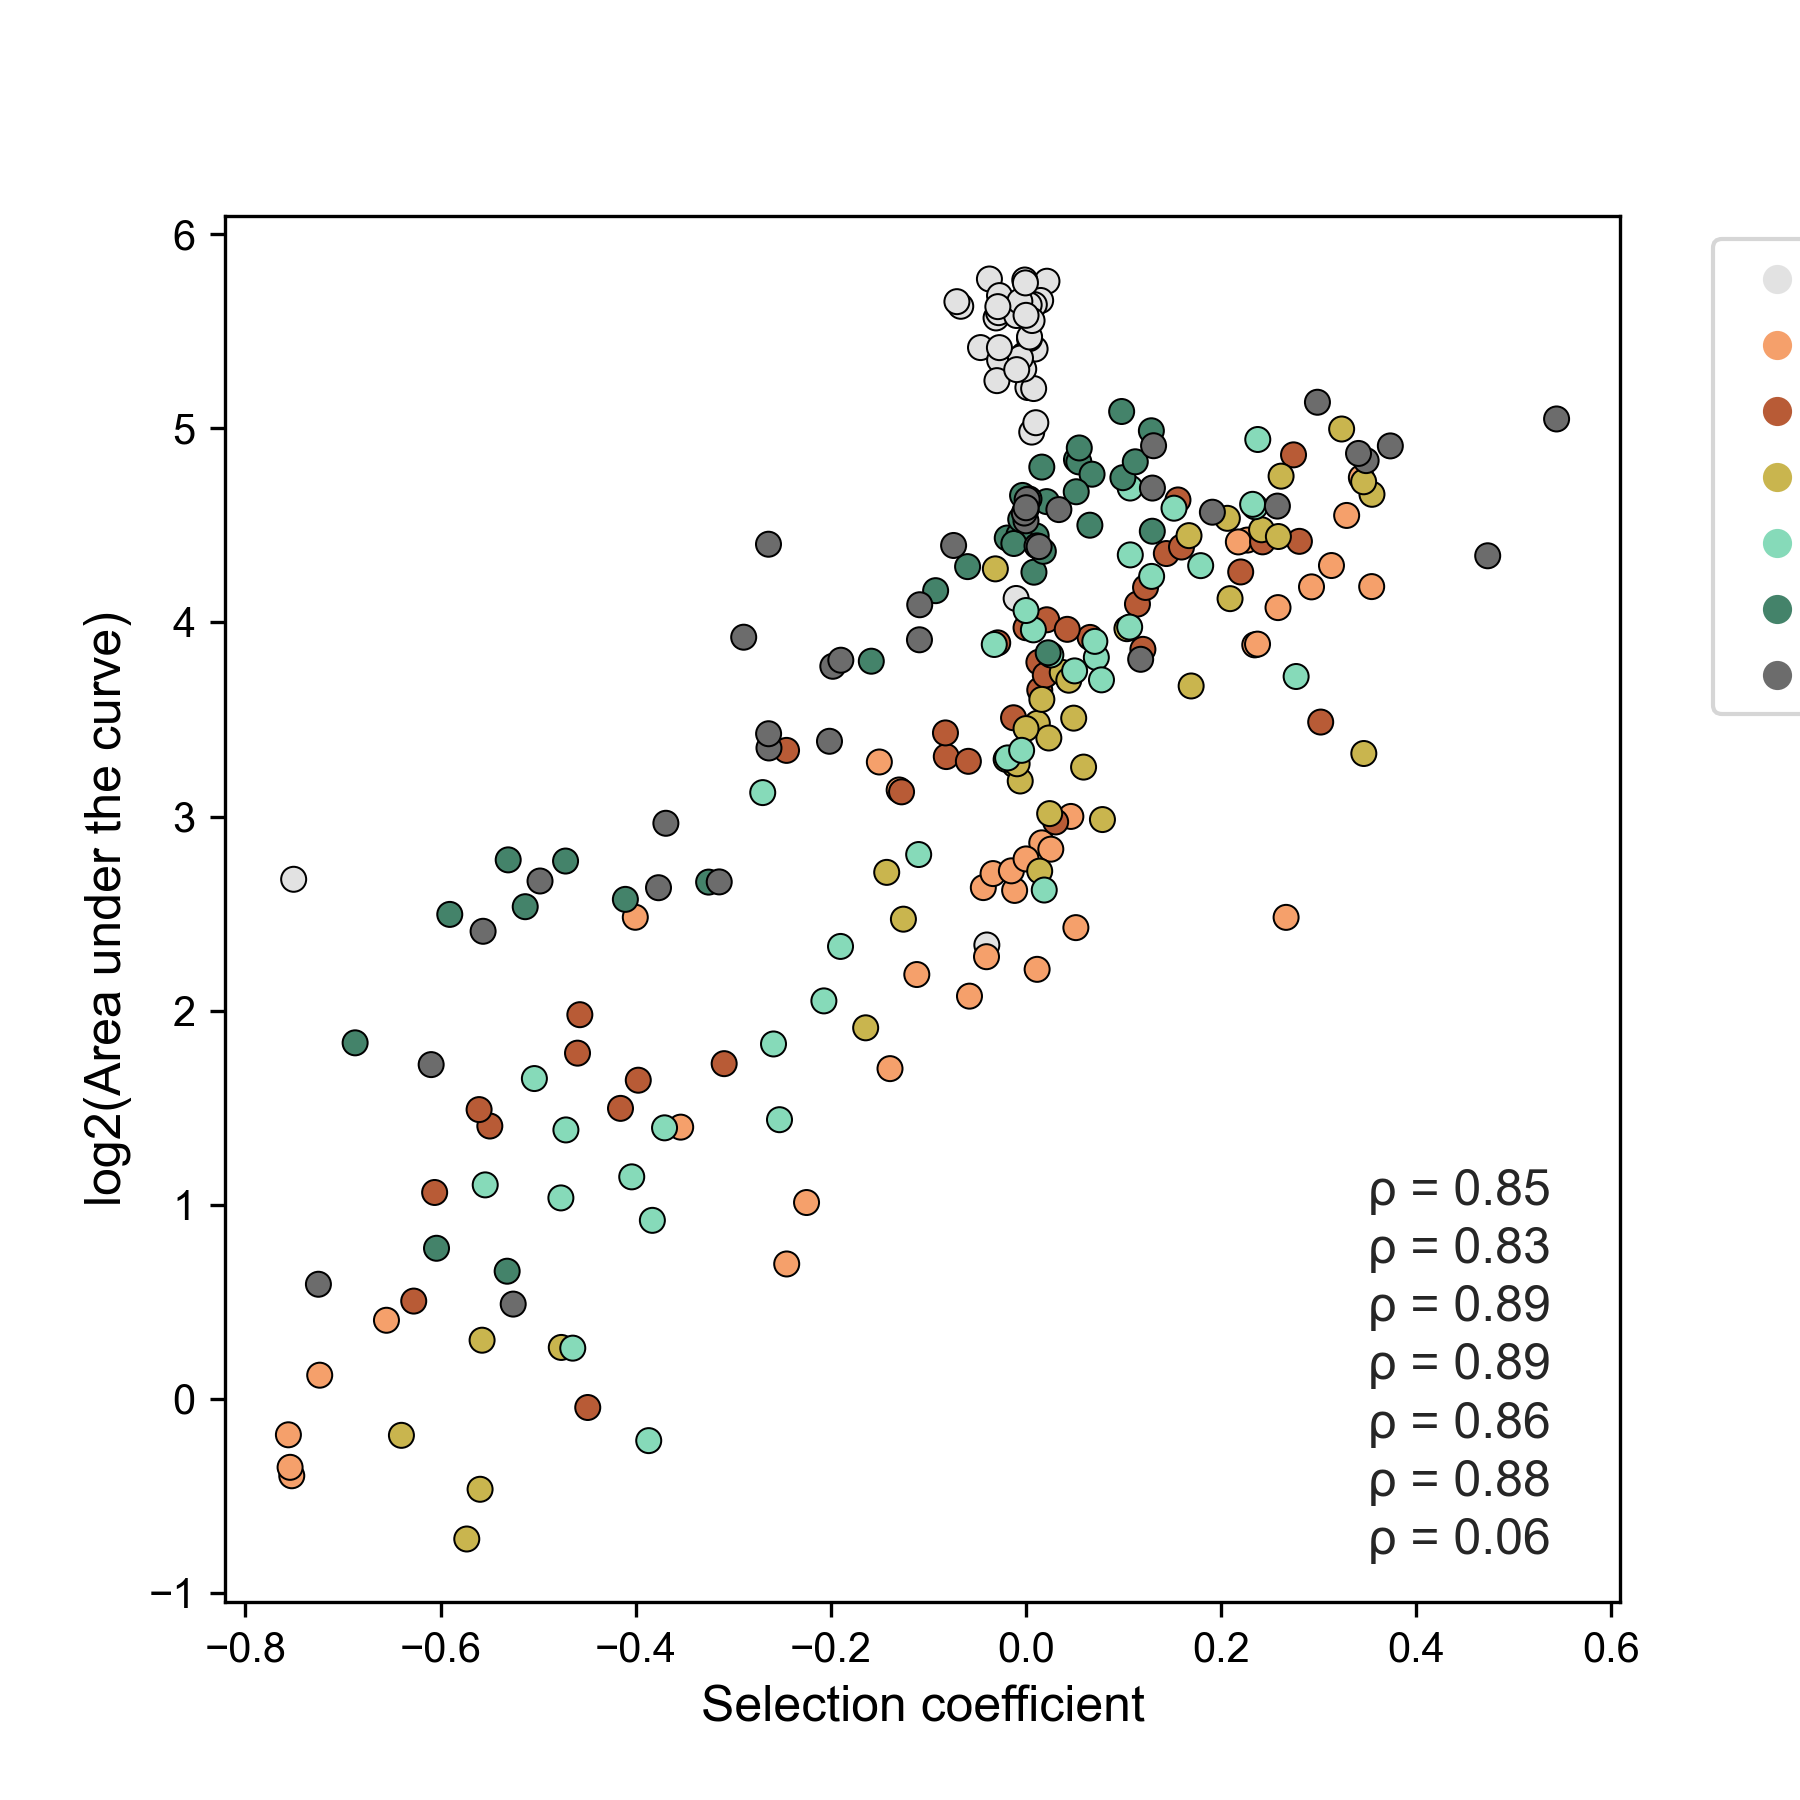 6
5
4
3
2
1
0
−1
log2(Area under the curve)
ρ = 0.85
ρ = 0.83
ρ = 0.89
ρ = 0.89
ρ = 0.86
ρ = 0.88
ρ = 0.06
−0.8 −0.6 −0.4 −0.2 0.0 0.2 0.4 0.6
Selection coefficient